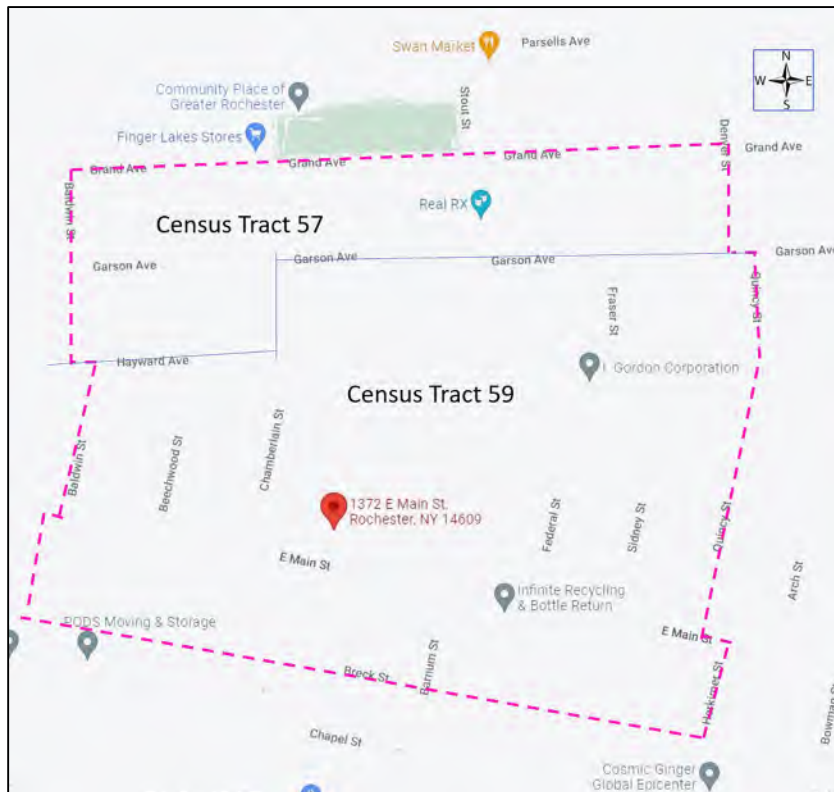 Swan Market
Parsells Ave
N
W
E
S
Community Place of
Greater Rochester
Stout St
Finger Lakes Stores
Denver St
Grand Ave
Grand Ave
Grand Ave
Grand Ave
Baldwin St
Real RX
Census Tract 57
Garson Ave
Garson Ave
Garson Ave
Garson Ave
Quincy St
Fraser St
Hayward Ave
I. Gordon Corporation
Census Tract 59
Chamberlain St
Beechwood St
Baldwin St
1372 E Main St,
Rochester, NY 14609
Federal St
Sidney St
Quincy St
E Main St
Arch St
Infinite Recycling
& Bottle Return
PODS Moving & Storage
E Main St
Barnum St
Breck St
Herkimer St
Bowman
Chapel St
Cosmic Ginger
Global Epicenter